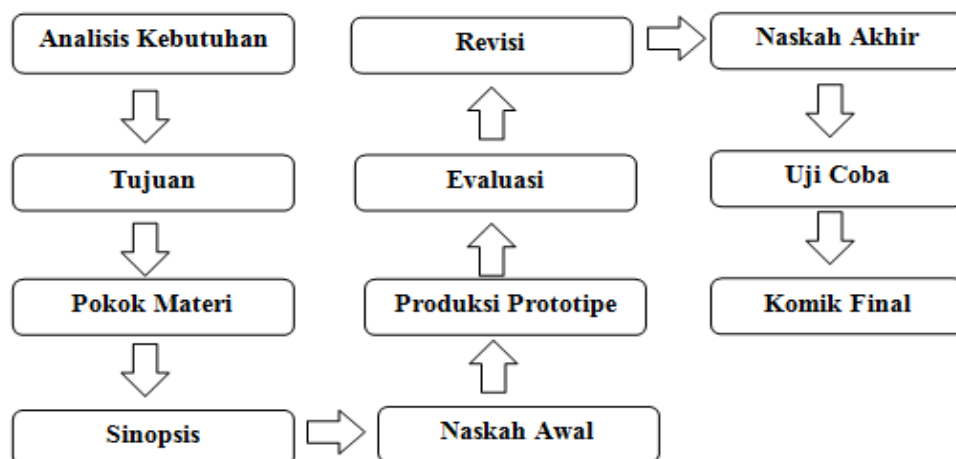 Analisis Kebutuhan
Tujuan
Pokok Materi
Sinopsis
Naskah Awal
Produksi Prototipe
Evaluasi
Revisi
Naskah Akhir
Uji Coba
Komik Final